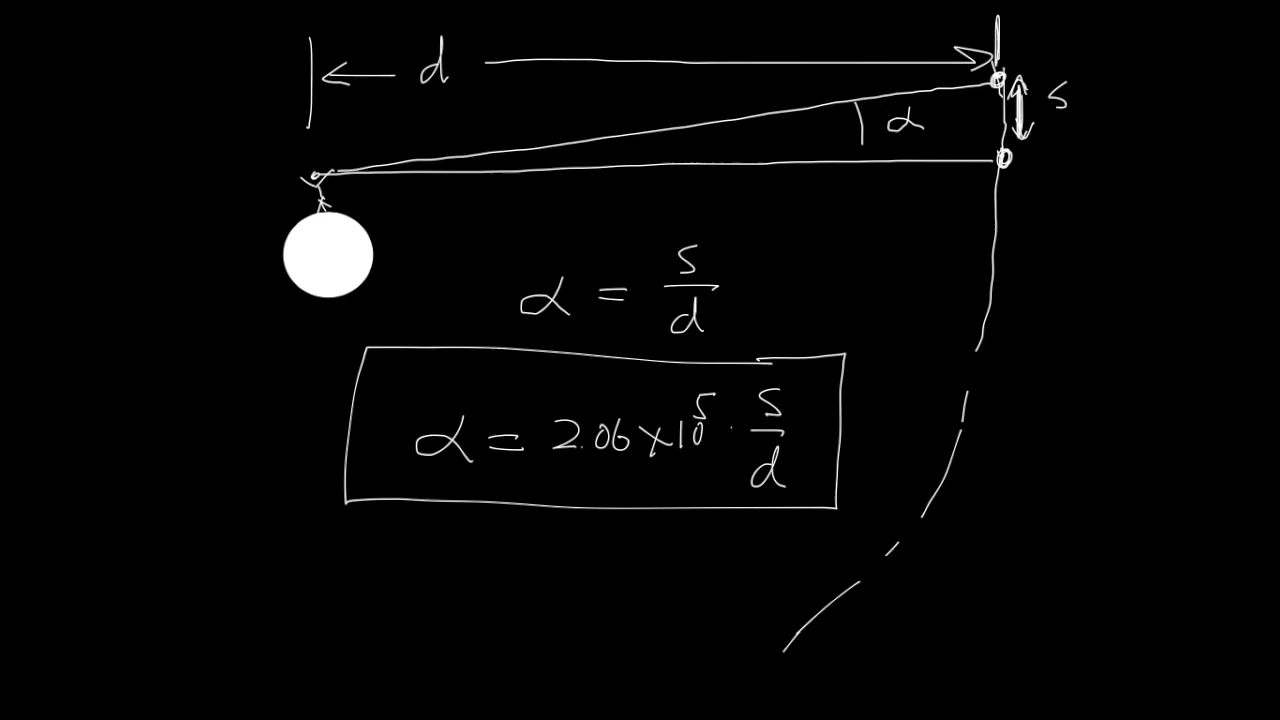 d
s
α
α = s/d
α = 2.06 × 10⁵ · s/d